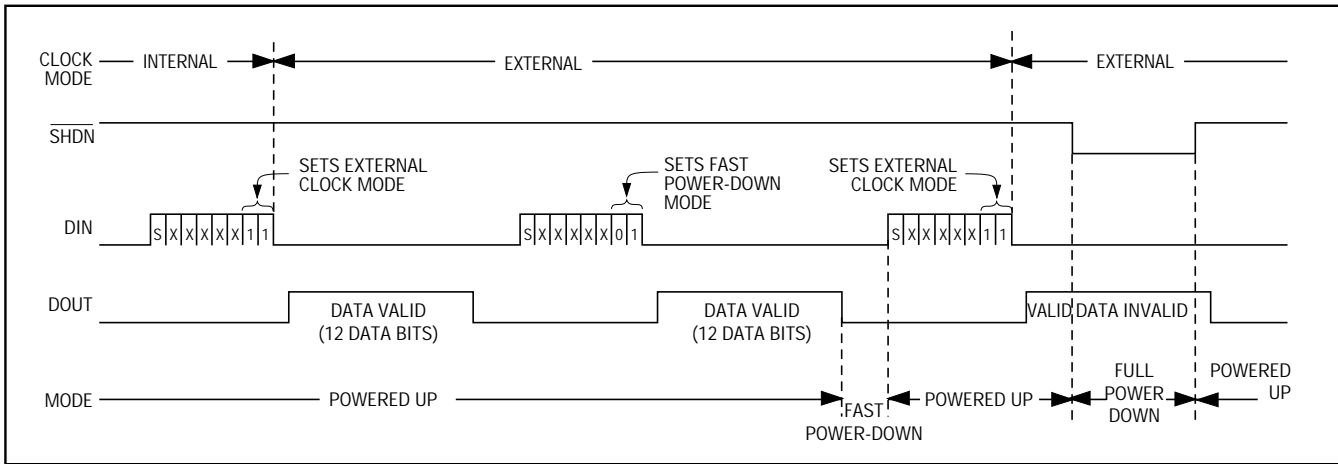 CLOCK MODE
INTERNAL
EXTERNAL
EXTERNAL
SHDN
SETS EXTERNAL
CLOCK MODE
SETS FAST
POWER-DOWN
MODE
SETS EXTERNAL
CLOCK MODE
DIN
S X X X X X 1 1
S X X X X X 0 1
S X X X X X 1 1
DOUT
DATA VALID
(12 DATA BITS)
DATA VALID
(12 DATA BITS)
VALID
DATA INVALID
MODE
POWERED UP
FAST
POWER-DOWN
POWERED UP
FULL
POWER
DOWN
POWERED
UP